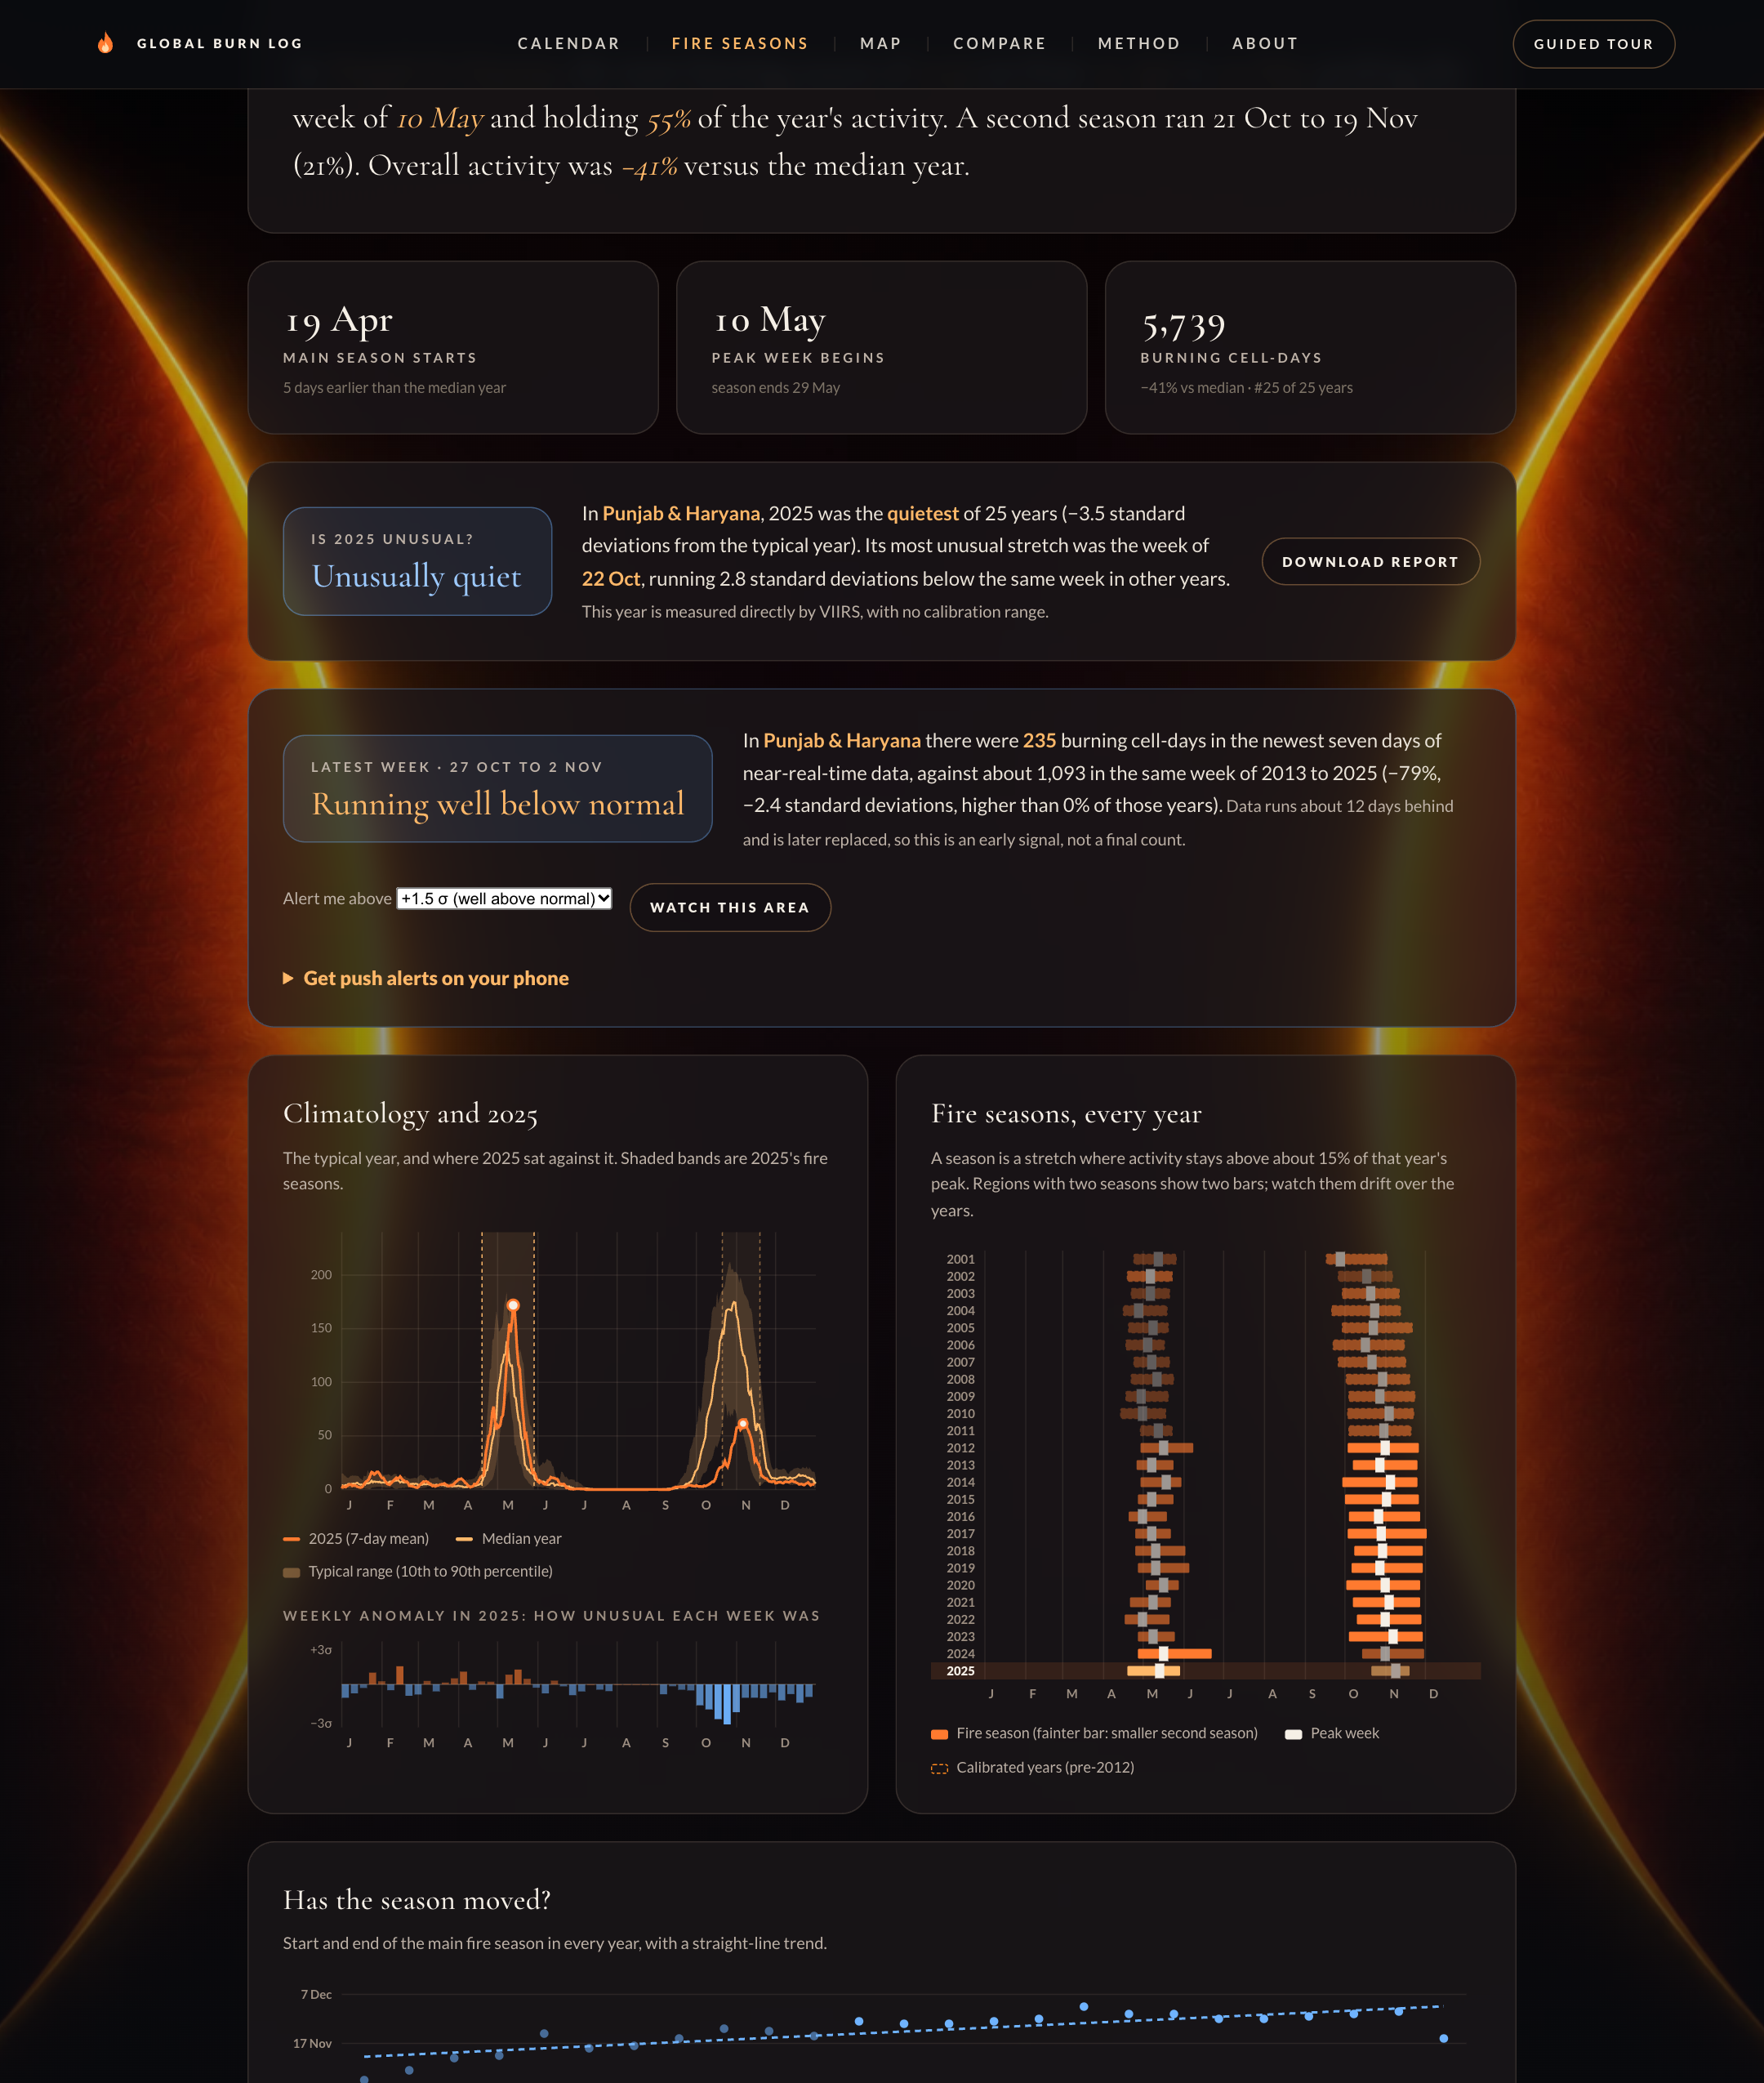 GLOBAL BURN LOG
CALENDAR
FIRE SEASONS
MAP
COMPARE
METHOD
ABOUT
GUIDED TOUR
week of 10 May and holding 55% of the year's activity. A second season ran 21 Oct to 19 Nov
(21%). Overall activity was −41% versus the median year.
19 Apr
MAIN SEASON STARTS
5 days earlier than the median year
10 May
PEAK WEEK BEGINS
season ends 29 May
5,739
BURNING CELL-DAYS
−41% vs median · #25 of 25 years
IS 2025 UNUSUAL?
Unusually quiet
In Punjab & Haryana, 2025 was the quietest of 25 years (−3.5 standard
deviations from the typical year). Its most unusual stretch was the week of
22 Oct, running 2.8 standard deviations below the same week in other years.
This year is measured directly by VIIRS, with no calibration range.
DOWNLOAD REPORT
LATEST WEEK · 27 OCT TO 2 NOV
Running well below normal
In Punjab & Haryana there were 235 burning cell-days in the newest seven days of
near-real-time data, against about 1,093 in the same week of 2013 to 2025 (−79%,
−2.4 standard deviations, higher than 0% of those years). Data runs about 12 days behind
and is later replaced, so this is an early signal, not a final count.
Alert me above +1.5 σ (well above normal)
WATCH THIS AREA
Get push alerts on your phone
Climatology and 2025
The typical year, and where 2025 sat against it. Shaded bands are 2025's fire
seasons.
200
150
100
50
0
J F M A M J J A S O N D
2025 (7-day mean)
Median year
Typical range (10th to 90th percentile)
WEEKLY ANOMALY IN 2025: HOW UNUSUAL EACH WEEK WAS
+3σ
−3σ
J F M A M J J A S O N D
Fire seasons, every year
A season is a stretch where activity stays above about 15% of that year's
peak. Regions with two seasons show two bars; watch them drift over the
years.
2001
2002
2003
2004
2005
2006
2007
2008
2009
2010
2011
2012
2013
2014
2015
2016
2017
2018
2019
2020
2021
2022
2023
2024
2025
J F M A M J J A S O N D
Fire season (fainter bar: smaller second season)
Peak week
Calibrated years (pre-2012)
Has the season moved?
Start and end of the main fire season in every year, with a straight-line trend.
7 Dec
17 Nov